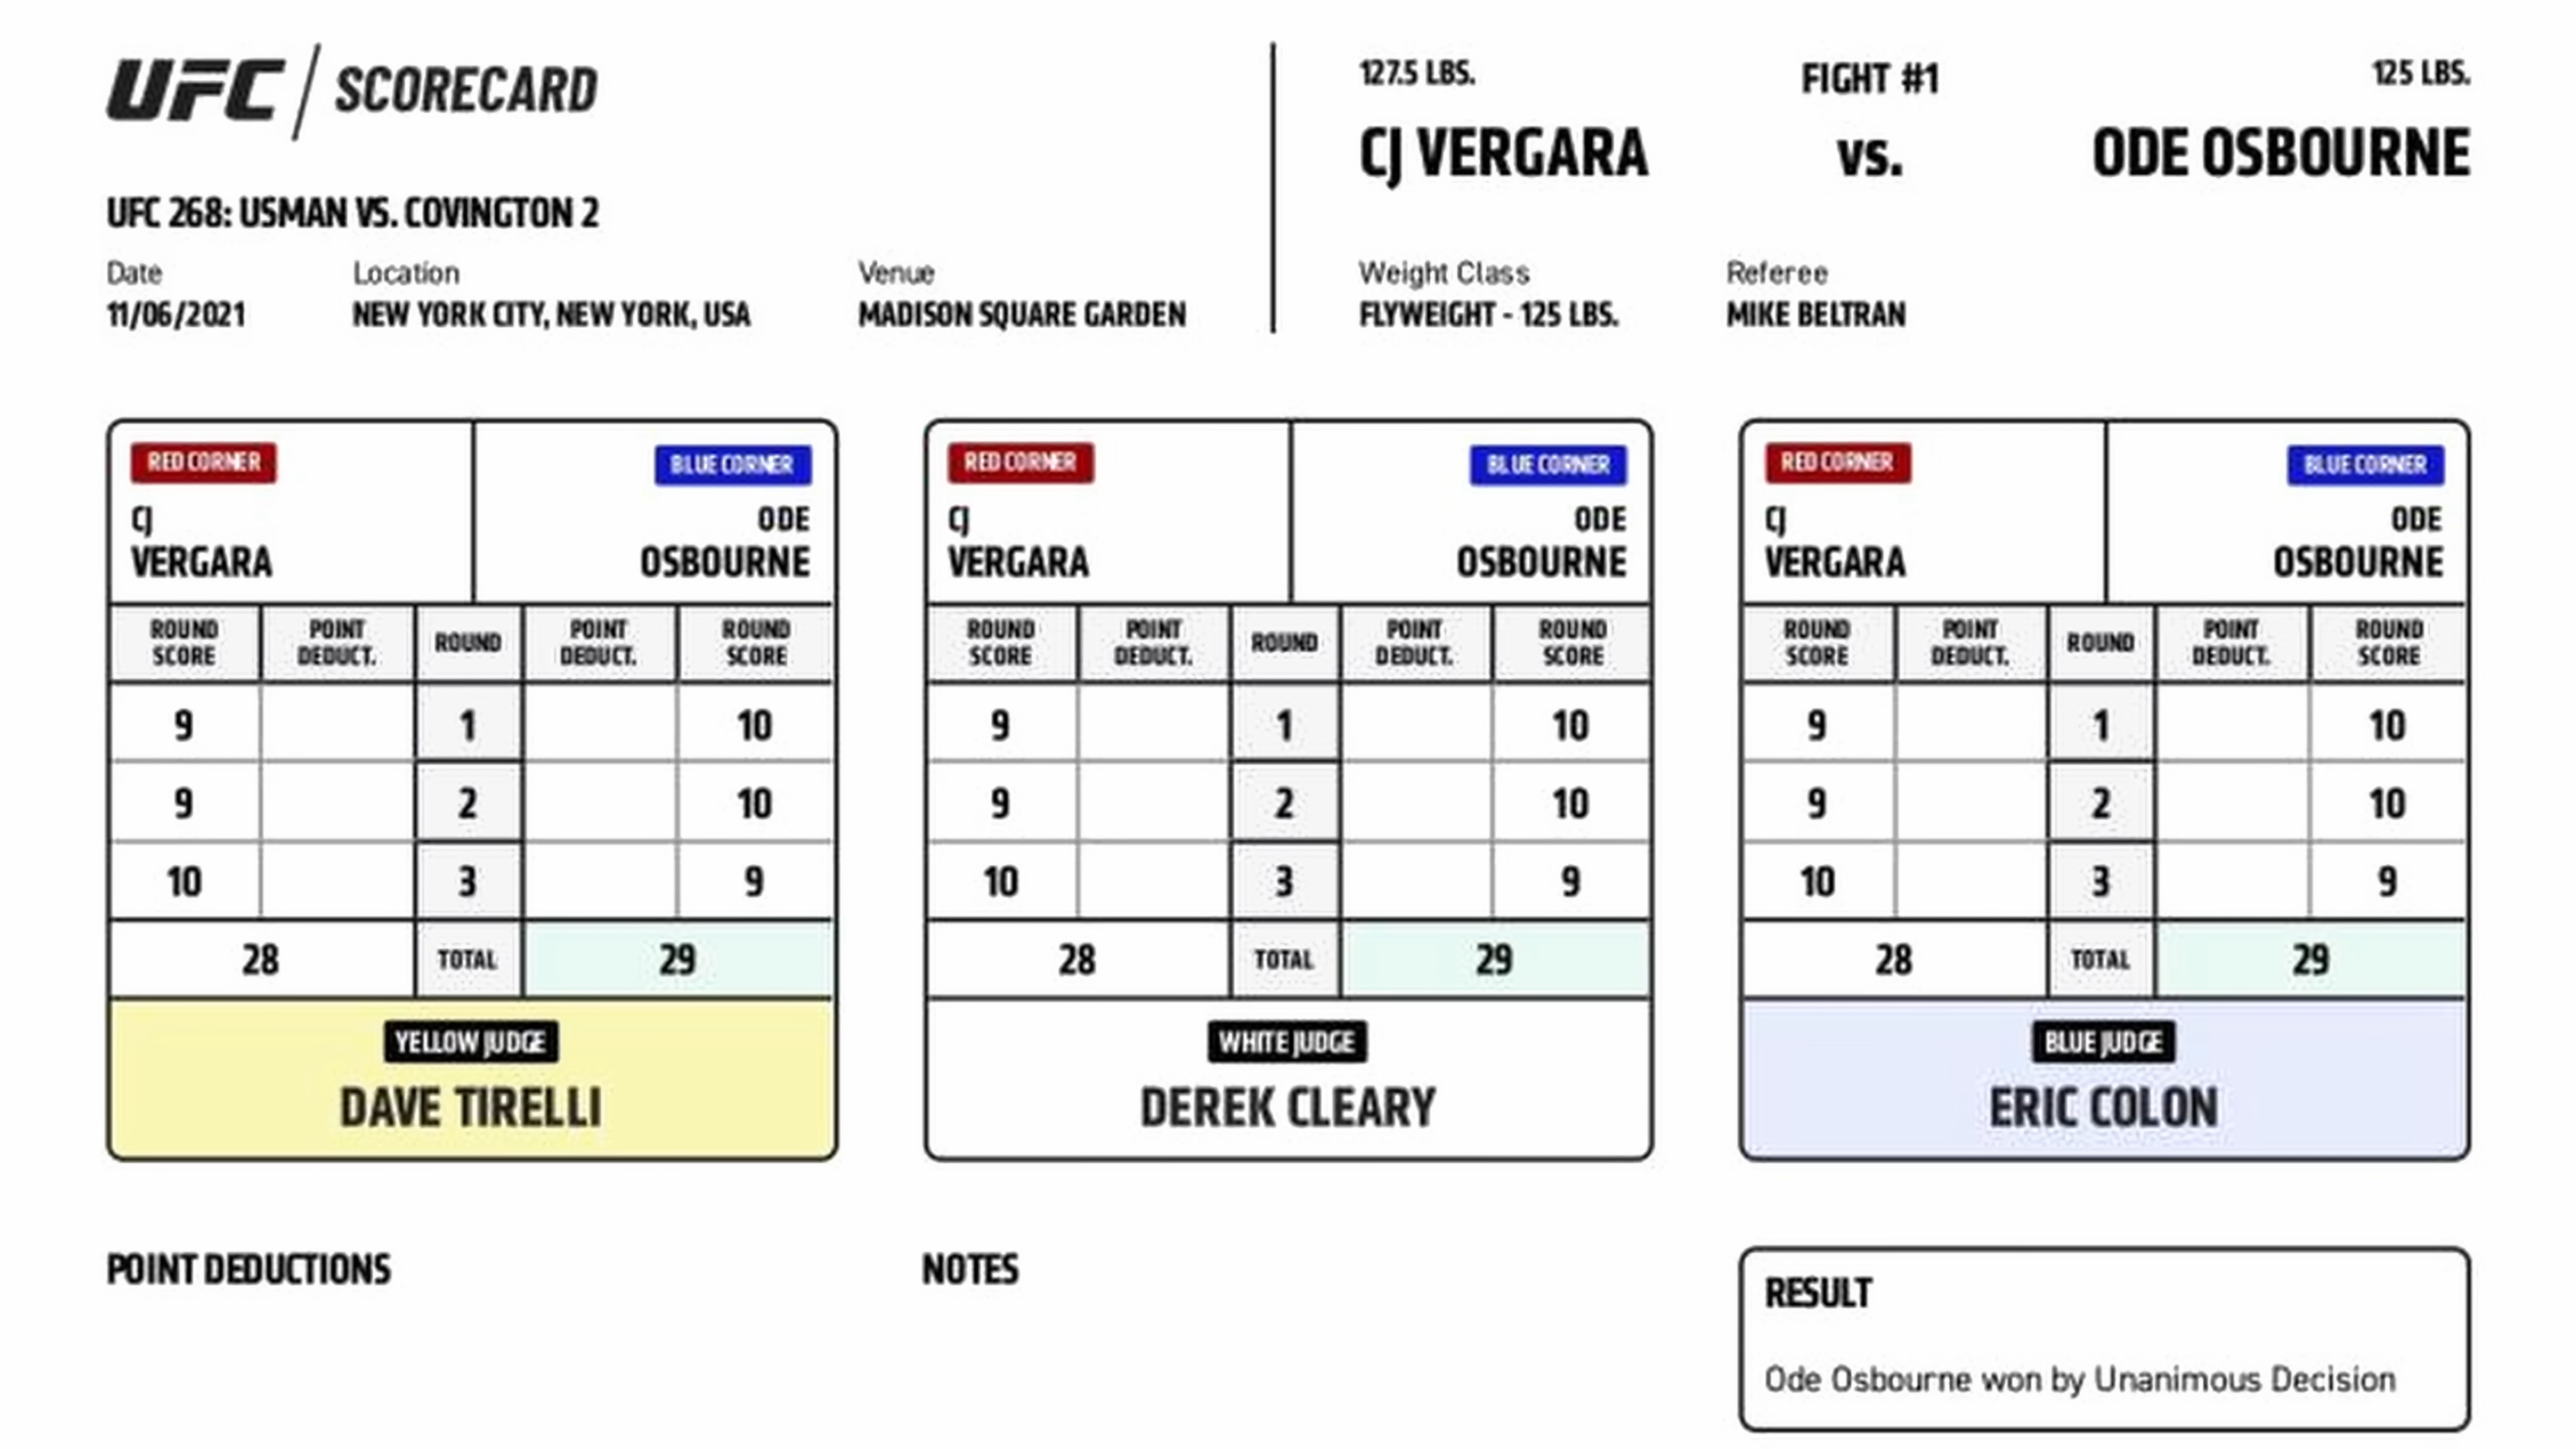 UFC / SCORECARD
UFC 268: USMAN VS. COVINGTON 2
Date Location Venue
11/06/2021 NEW YORK CITY, NEW YORK, USA MADISON SQUARE GARDEN
127.5 LBS. FIGHT #1 125 LBS.
CJ VERGARA VS. ODE OSBOURNE
Weight Class Referee
FLYWEIGHT - 125 LBS. MIKE BELTRAN
RED CORNER BLUE CORNER
CJ ODE
VERGARA OSBOURNE
ROUND POINT ROUND POINT ROUND
SCORE DEDUCT. DEDUCT. SCORE
9 1 10
9 2 10
10 3 9
28 TOTAL 29
YELLOW JUDGE
DAVE TIRELLI
RED CORNER BLUE CORNER
CJ ODE
VERGARA OSBOURNE
ROUND POINT ROUND POINT ROUND
SCORE DEDUCT. DEDUCT. SCORE
9 1 10
9 2 10
10 3 9
28 TOTAL 29
WHITE JUDGE
DEREK CLEARY
RED CORNER BLUE CORNER
CJ ODE
VERGARA OSBOURNE
ROUND POINT ROUND POINT ROUND
SCORE DEDUCT. DEDUCT. SCORE
9 1 10
9 2 10
10 3 9
28 TOTAL 29
BLUE JUDGE
ERIC COLON
POINT DEDUCTIONS
NOTES
RESULT
Ode Osbourne won by Unanimous Decision